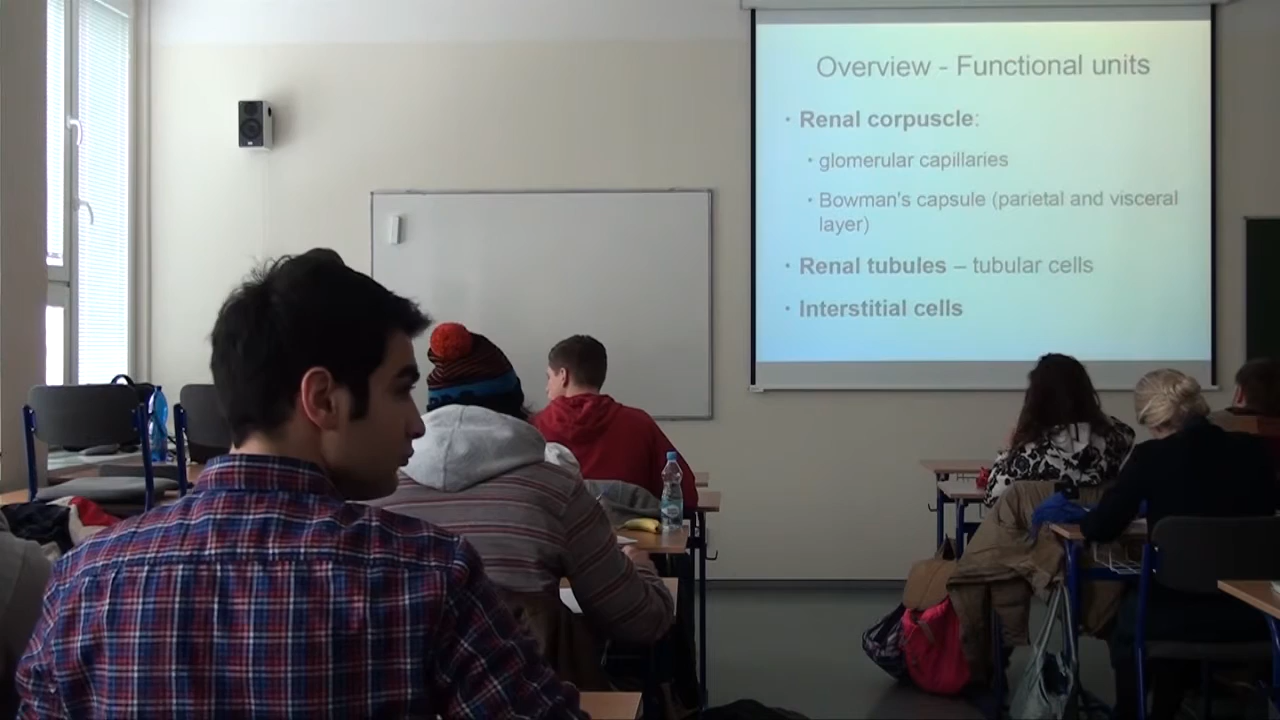 Overview - Functional units
• Renal corpuscle:
• glomerular capillaries
• Bowman's capsule (parietal and visceral
layer)
• Renal tubules – tubular cells
• Interstitial cells